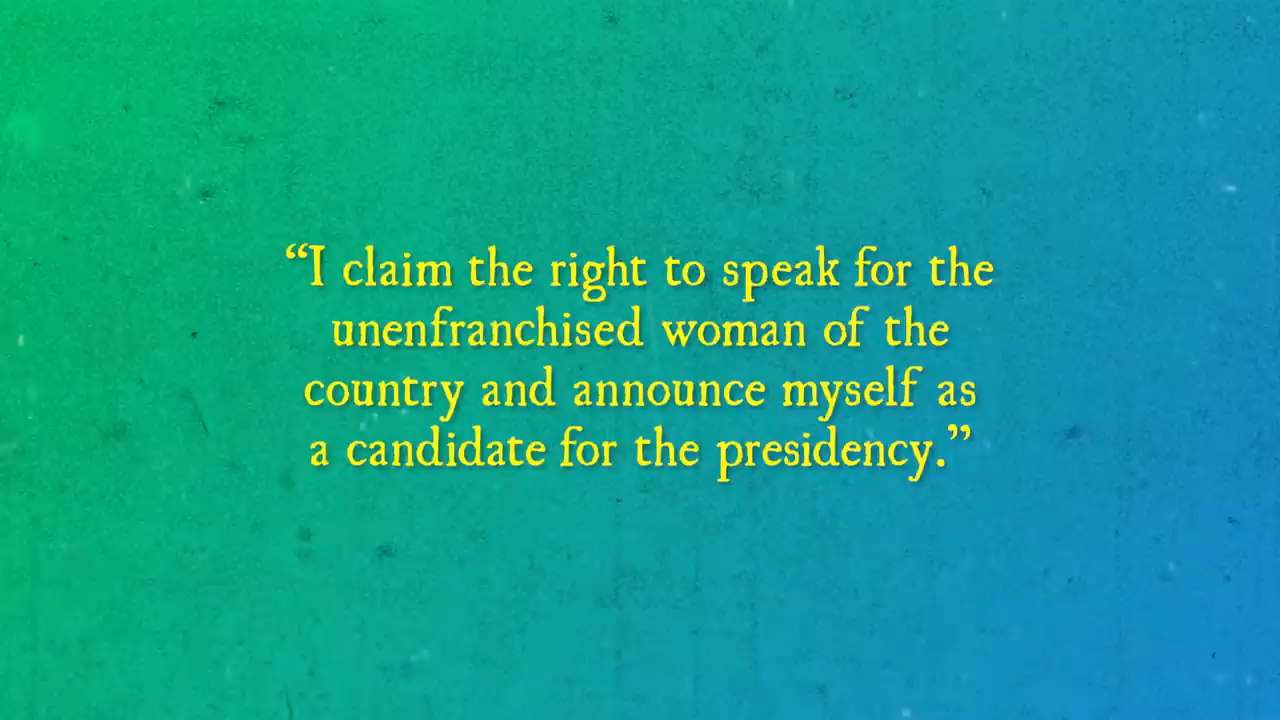 “I claim the right to speak for the
unenfranchised woman of the
country and announce myself as
a candidate for the presidency.”